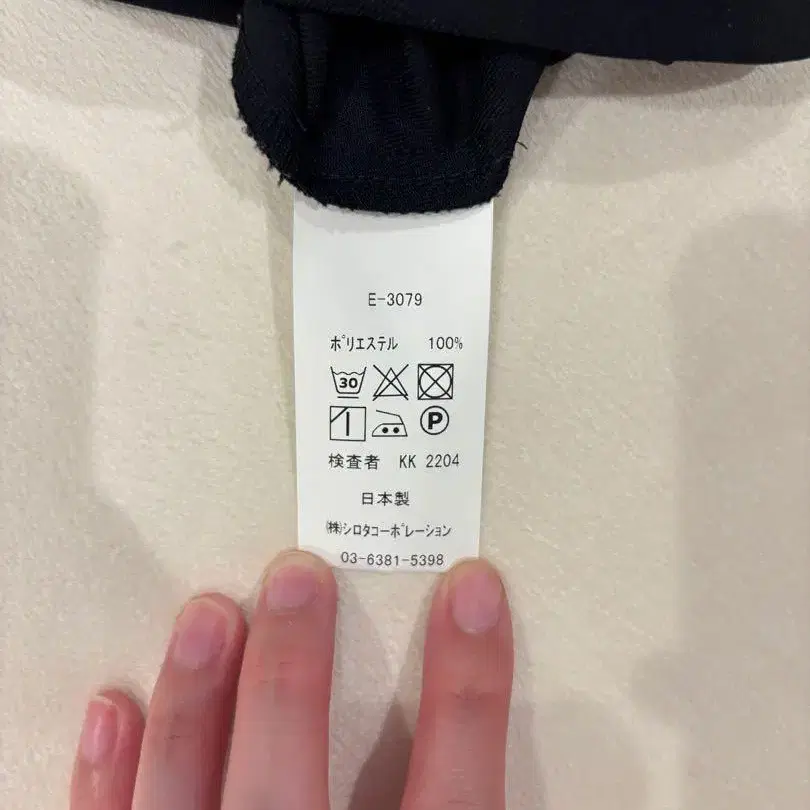 E-3079
ポリエステル 100%
30
P
検査者 KK 2204
日本製
㈱シロタコーポレーション
03-6381-5398